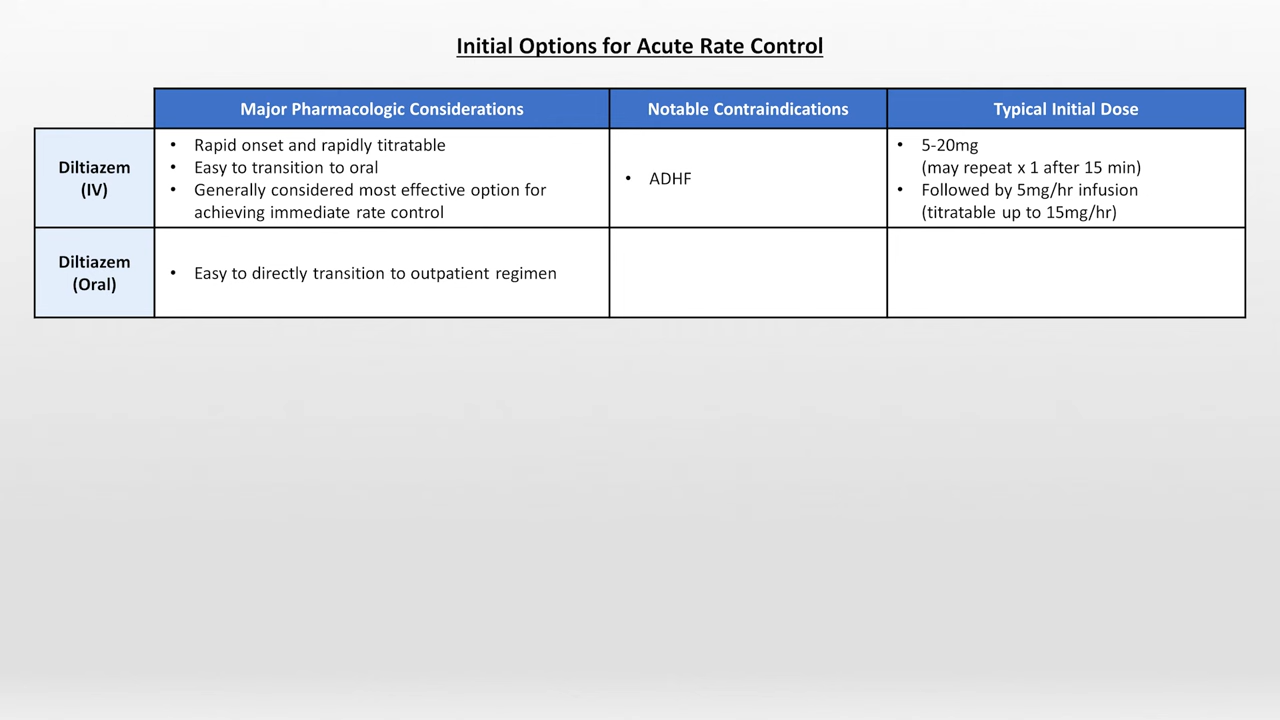 Initial Options for Acute Rate Control
Major Pharmacologic Considerations
Notable Contraindications
Typical Initial Dose
Diltiazem
(IV)
• Rapid onset and rapidly titratable
• Easy to transition to oral
• Generally considered most effective option for
achieving immediate rate control
• ADHF
• 5-20mg
(may repeat x 1 after 15 min)
• Followed by 5mg/hr infusion
(titratable up to 15mg/hr)
Diltiazem
(Oral)
• Easy to directly transition to outpatient regimen